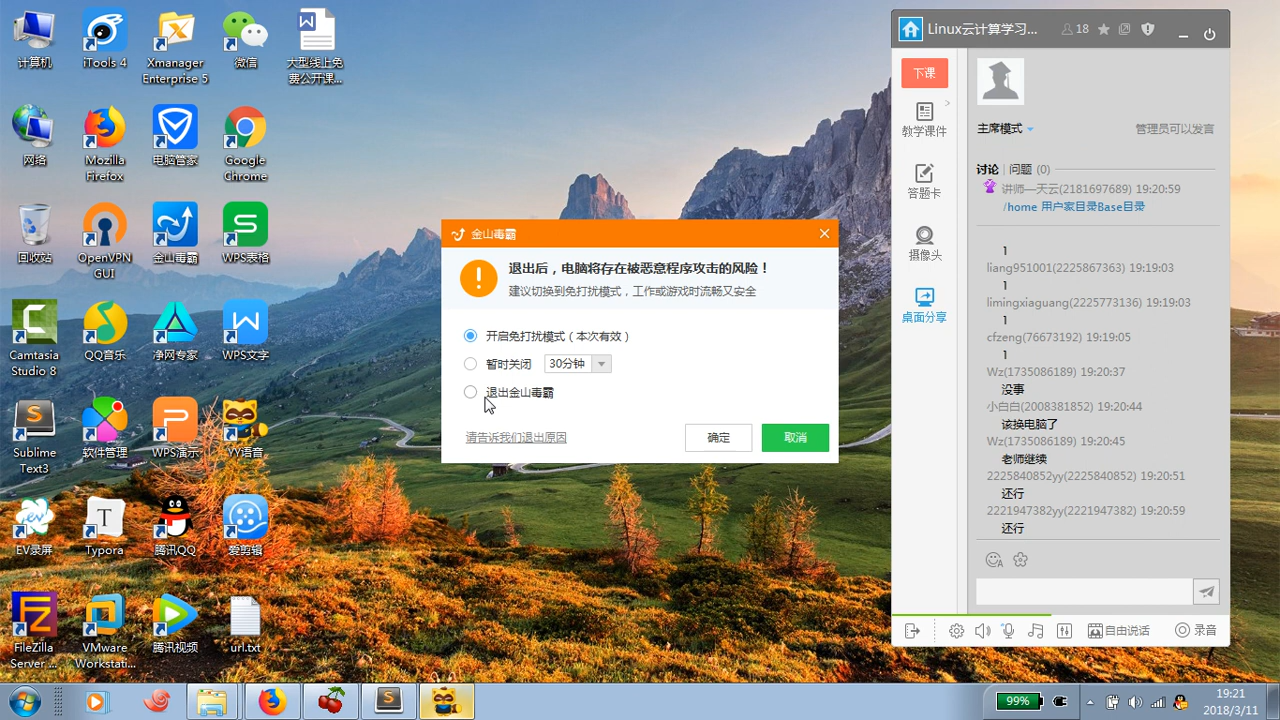 计算机
iTools 4
Xmanager
Enterprise 5
微信
大型线上免
费公开课...
网络
Mozilla
Firefox
电脑管家
Google
Chrome
回收站
OpenVPN
GUI
金山毒霸
WPS表格
Camtasia
Studio 8
QQ音乐
净网专家
WPS文字
Sublime
Text3
软件管理
WPS演示
YY语音
EV录屏
Typora
腾讯QQ
爱剪辑
FileZilla
Server ...
VMware
Workstati...
腾讯视频
url.txt
金山毒霸
退出后，电脑将存在被恶意程序攻击的风险！
建议切换到免打扰模式，工作或游戏时流畅又安全
开启免打扰模式（本次有效）
暂时关闭 30分钟
退出金山毒霸
请告诉我们退出原因
确定
取消
Linux云计算学习... 18
下课
教学课件
答题卡
摄像头
桌面分享
主席模式
管理员可以发言
讨论 | 问题 (0)
讲师—天云(2181697689) 19:20:59
/home 用户家目录Base目录
1
liang951001(2225867363) 19:19:03
1
limingxiaguang(2225773136) 19:19:03
1
cfzeng(76673192) 19:19:05
1
Wz(1735086189) 19:20:37
没事
小白白(2008381852) 19:20:44
该换电脑了
Wz(1735086189) 19:20:45
老师继续
2225840852yy(2225840852) 19:20:51
还行
2221947382yy(2221947382) 19:20:59
还行
自由说话
录音
99%
19:21
2018/3/11